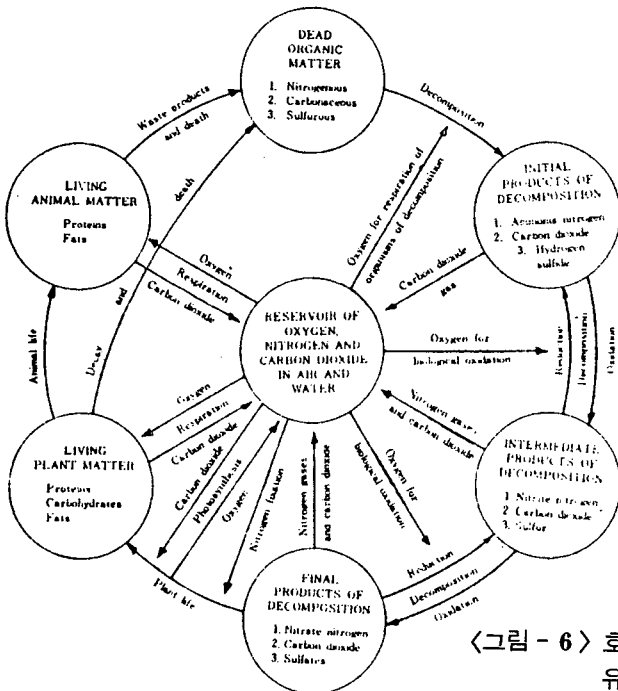 DEAD
ORGANIC
MATTER
1. Nitrogenous
2. Carbonaceous
3. Sulfurous
Waste products
and death
Decomposition
LIVING
ANIMAL MATTER
Proteins
Fats
Decay and death
Oxygen for respiration of
organisms of decomposition
INITIAL
PRODUCTS OF
DECOMPOSITION
1. Ammonia nitrogen
2. Carbon dioxide
3. Hydrogen
sulfide
Oxygen
Respiration
Carbon dioxide
Carbon dioxide
gas
RESERVOIR OF
OXYGEN,
NITROGEN AND
CARBON DIOXIDE
IN AIR AND
WATER
Oxygen for
biological oxidation
Reduction
Decomposition
Oxidation
Animal life
Oxygen
Respiration
Carbon dioxide
Carbon dioxide
Photosynthesis
Oxygen
Nitrogen fixation
Nitrogen gases
and carbon dioxide
Oxygen for
biological oxidation
Nitrogen gases
and carbon dioxide
LIVING
PLANT MATTER
Proteins
Carbohydrates
Fats
INTERMEDIATE
PRODUCTS OF
DECOMPOSITION
1. Nitrite nitrogen
2. Carbon dioxide
3. Sulfur
Plant life
Reduction
Decomposition
Oxidation
FINAL
PRODUCTS OF
DECOMPSITION
1. Nitrate nitrogen
2. Carbon dioxide
3. Sulfates
〈그림 - 6〉 호
유